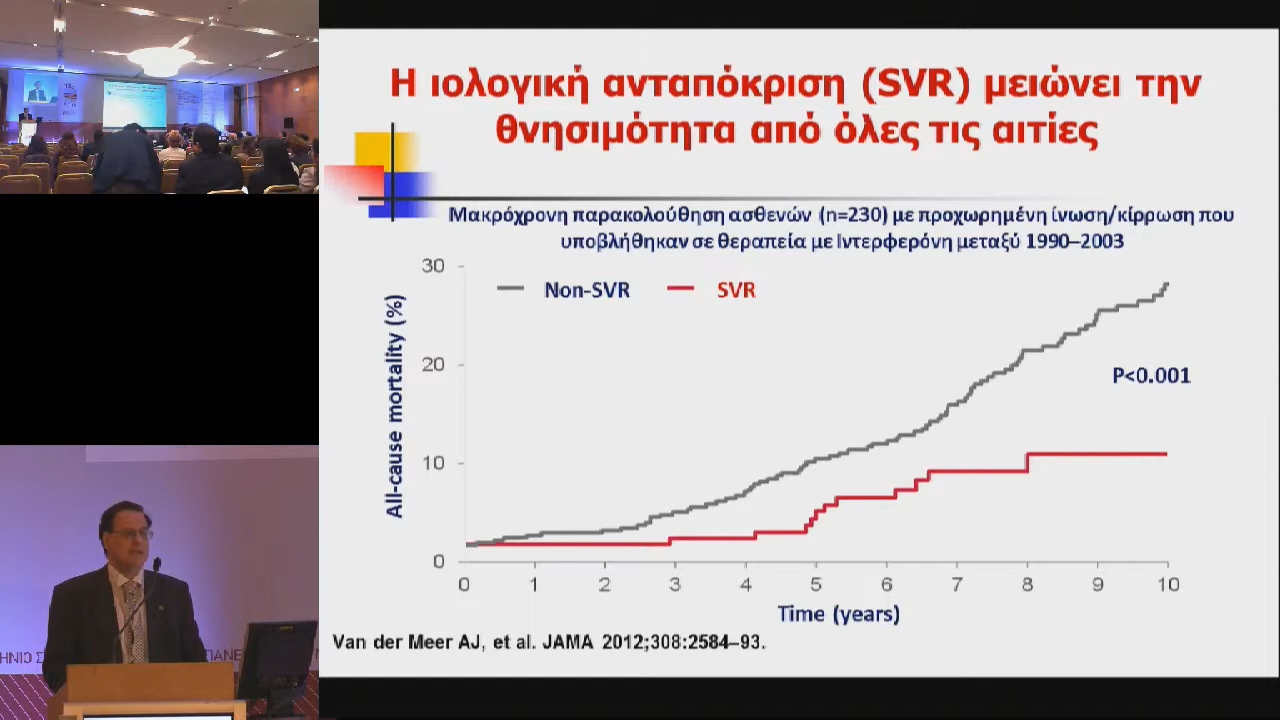 Η ιολογική ανταπόκριση (SVR) μειώνει την
θνησιμότητα από όλες τις αιτίες
Μακρόχρονη παρακολούθηση ασθενών (n=230) με προχωρημένη ίνωση/κίρρωση που
υποβλήθηκαν σε θεραπεία με Ιντερφερόνη μεταξύ 1990–2003
Non-SVR SVR
All-cause mortality (%)
30
20
10
0
P<0.001
0 1 2 3 4 5 6 7 8 9 10
Time (years)
Van der Meer AJ, et al. JAMA 2012;308:2584–93.